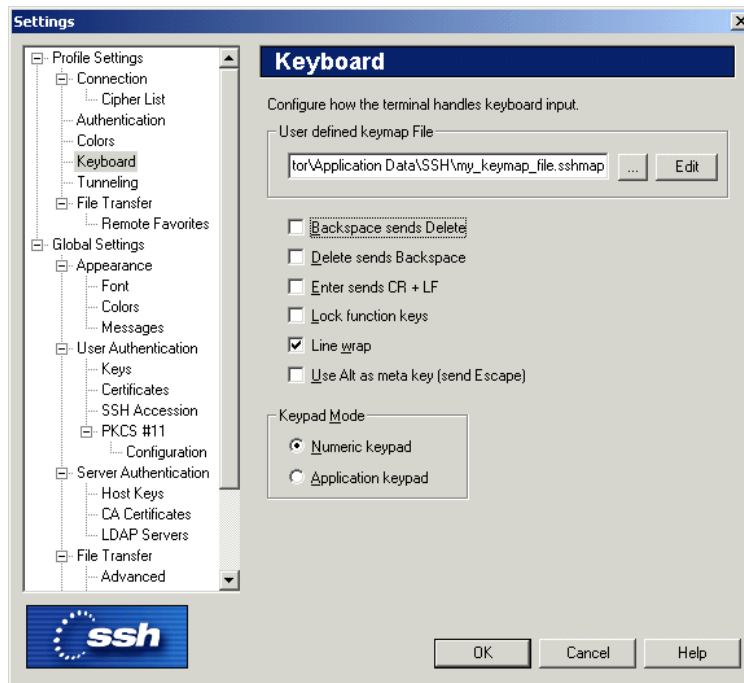 Settings
Profile Settings
Connection
Cipher List
Authentication
Colors
Keyboard
Tunneling
File Transfer
Remote Favorites
Global Settings
Appearance
Font
Colors
Messages
User Authentication
Keys
Certificates
SSH Accession
PKCS #11
Configuration
Server Authentication
Host Keys
CA Certificates
LDAP Servers
File Transfer
Advanced
ssh
Keyboard
Configure how the terminal handles keyboard input.
User defined keymap File
tor\Application Data\SSH\my_keymap_file.sshmap
...
Edit
Backspace sends Delete
Delete sends Backspace
Enter sends CR + LF
Lock function keys
Line wrap
Use Alt as meta key (send Escape)
Keypad Mode
Numeric keypad
Application keypad
OK
Cancel
Help